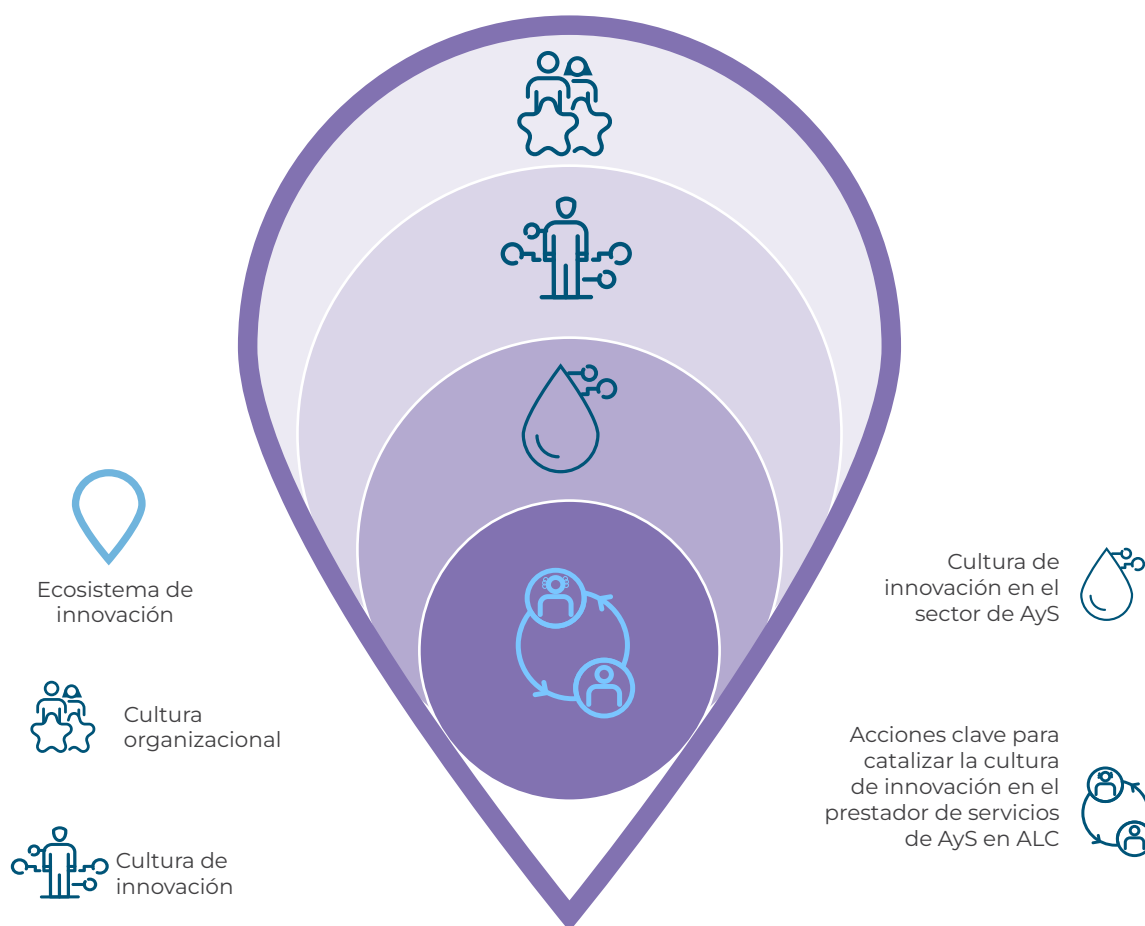 Ecosistema de
innovación
Cultura
organizacional
Cultura de
innovación
Cultura de
innovación en el
sector de AyS
Acciones clave para
catalizar la cultura
de innovación en el
prestador de servicios
de AyS en ALC